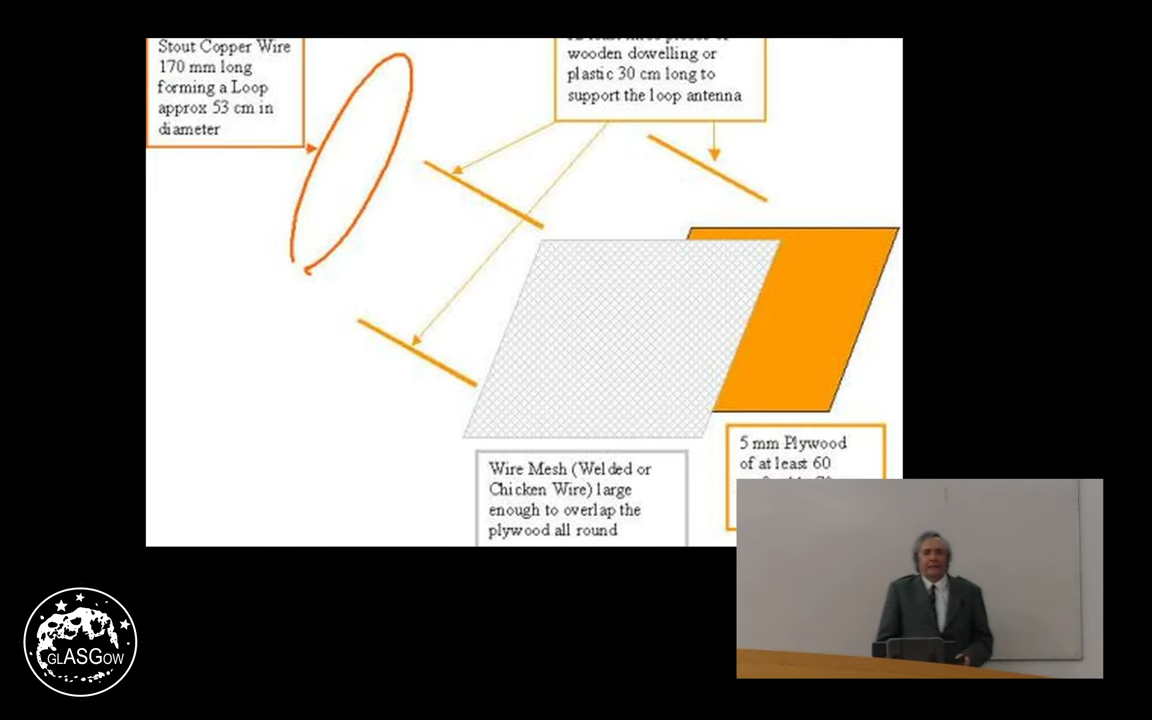 Stout Copper Wire
170 mm long
forming a Loop
approx 53 cm in
diameter
wooden dowelling or
plastic 30 cm long to
support the loop antenna
Wire Mesh (Welded or
Chicken Wire) large
enough to overlap the
plywood all round
5 mm Plywood
of at least 60
GLASGOW